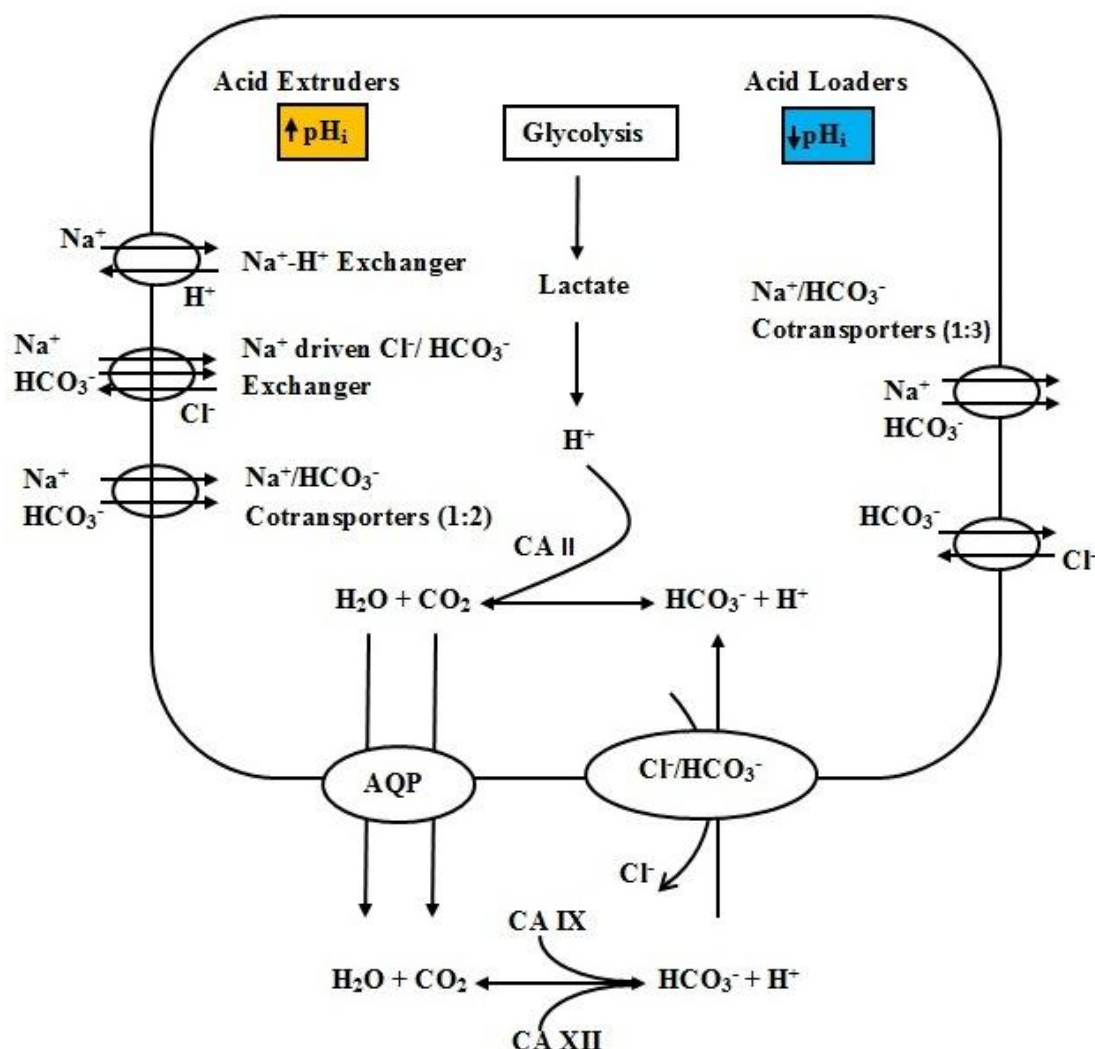 Acid Extruders
↑ pHᵢ
Glycolysis
Acid Loaders
↓pHᵢ
Na⁺
Na⁺-H⁺ Exchanger
H⁺
Lactate
Na⁺/HCO₃⁻
Cotransporters (1:3)
Na⁺
HCO₃⁻
Na⁺ driven Cl⁻/ HCO₃⁻
Exchanger
Cl⁻
Na⁺
HCO₃⁻
H⁺
Na⁺
HCO₃⁻
Na⁺/HCO₃⁻
Cotransporters (1:2)
HCO₃⁻
Cl⁻
CA II
H₂O + CO₂
HCO₃⁻ + H⁺
AQP
Cl⁻/HCO₃⁻
Cl⁻
CA IX
H₂O + CO₂
HCO₃⁻ + H⁺
CA XII